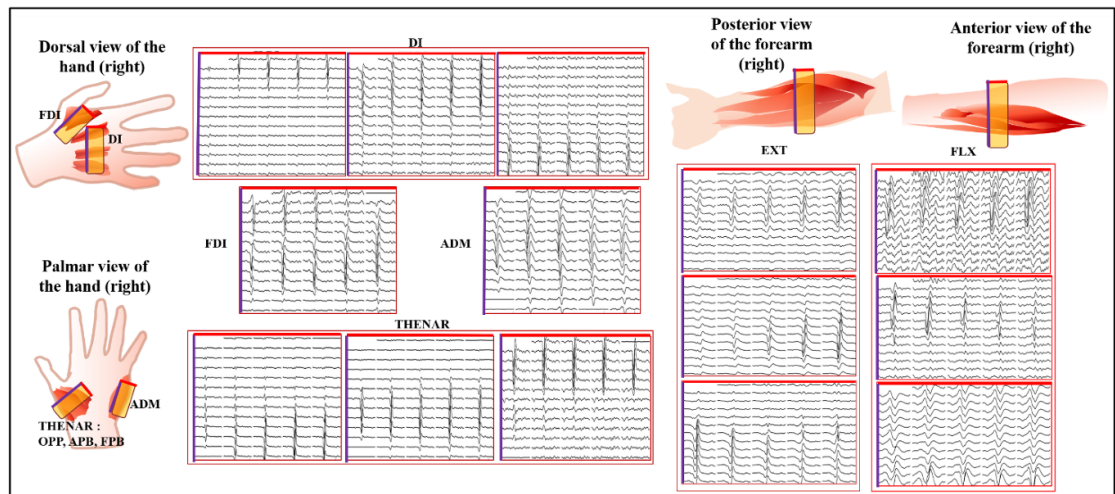 Dorsal view of the
hand (right)
FDI
DI
DI
FDI
ADM
Palmar view of
the hand (right)
THENAR :
OPP, APB, FPB
ADM
THENAR
Posterior view
of the forearm
(right)
EXT
Anterior view of
the forearm (right)
FLX